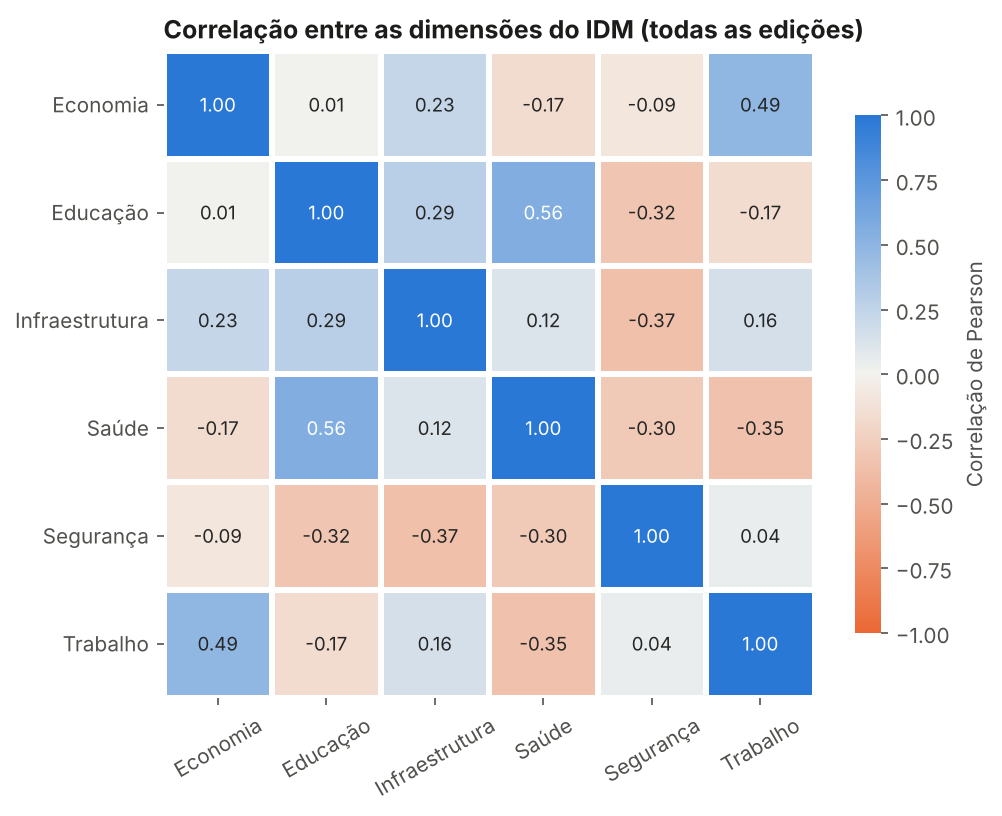 Correlação entre as dimensões do IDM (todas as edições)
Economia 1.00 0.01 0.23 -0.17 -0.09 0.49
Educação 0.01 1.00 0.29 0.56 -0.32 -0.17
Infraestrutura 0.23 0.29 1.00 0.12 -0.37 0.16
Saúde -0.17 0.56 0.12 1.00 -0.30 -0.35
Segurança -0.09 -0.32 -0.37 -0.30 1.00 0.04
Trabalho 0.49 -0.17 0.16 -0.35 0.04 1.00
Economia Educação Infraestrutura Saúde Segurança Trabalho
1.00
0.75
0.50
0.25
0.00
−0.25
−0.50
−0.75
−1.00
Correlação de Pearson